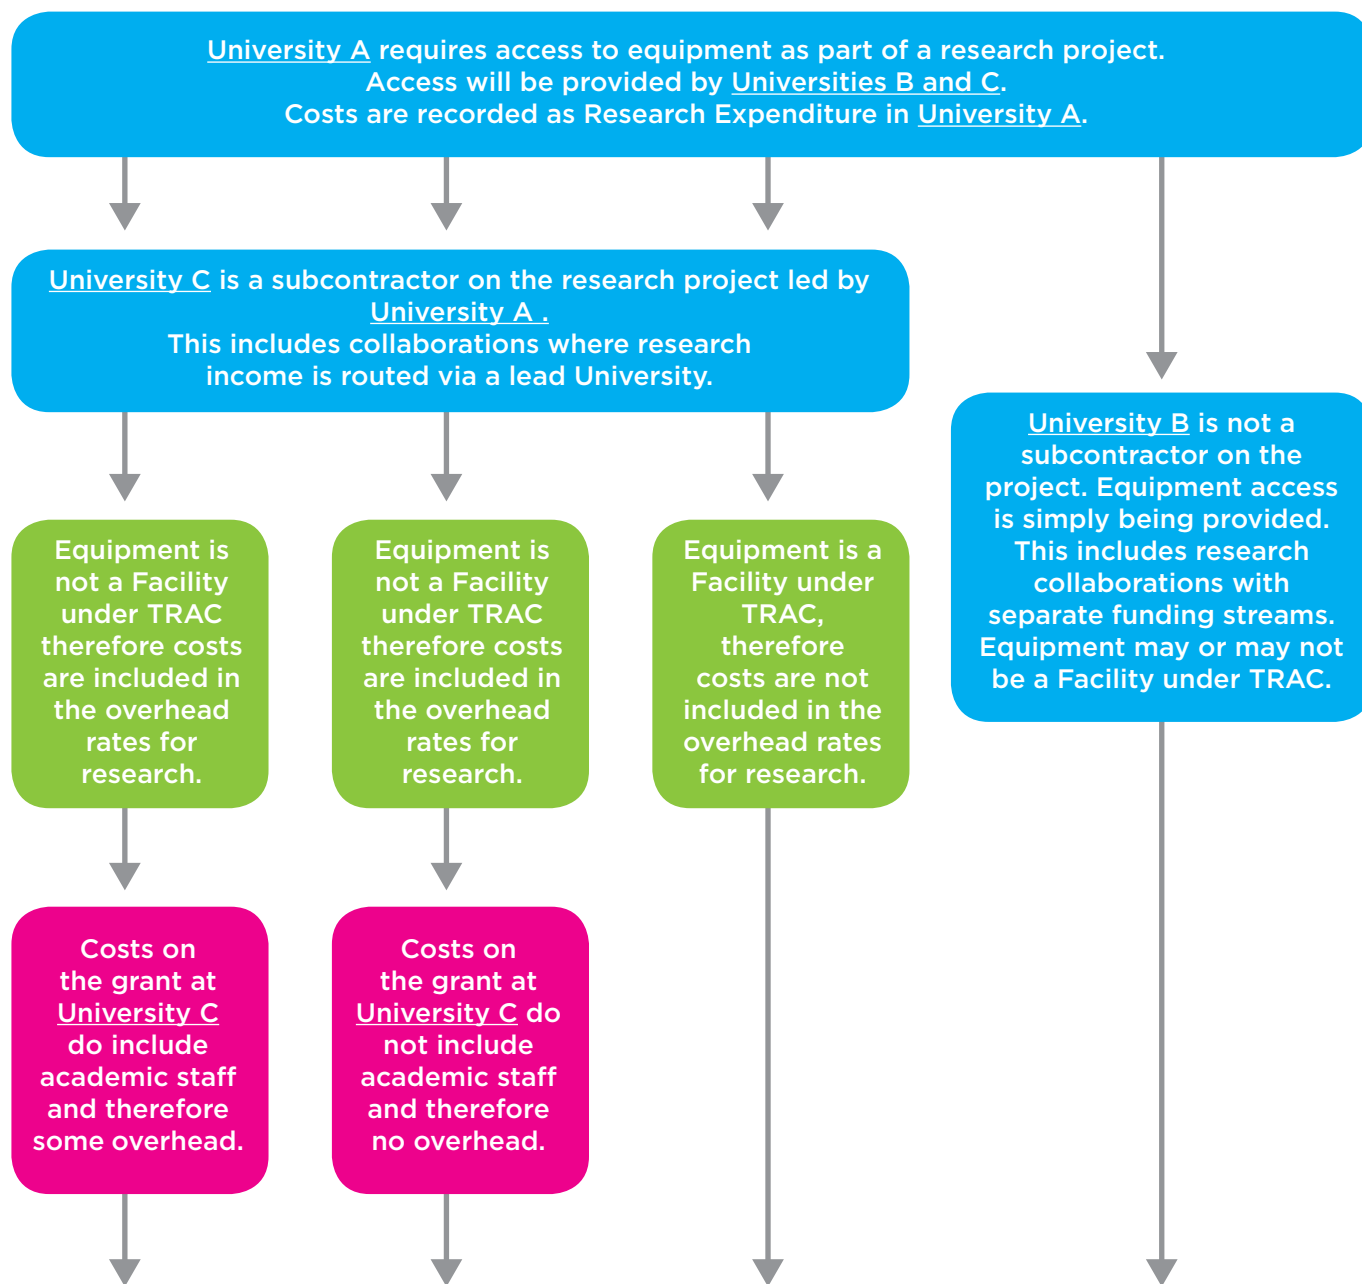 University A requires access to equipment as part of a research project.
Access will be provided by Universities B and C.
Costs are recorded as Research Expenditure in University A.
University C is a subcontractor on the research project led by
University A .
This includes collaborations where research
income is routed via a lead University.
University B is not a
subcontractor on the
project. Equipment access
is simply being provided.
This includes research
collaborations with
separate funding streams.
Equipment may or may not
be a Facility under TRAC.
Equipment is
not a Facility
under TRAC
therefore costs
are included in
the overhead
rates for
research.
Equipment is
not a Facility
under TRAC
therefore costs
are included in
the overhead
rates for
research.
Equipment is a
Facility under
TRAC,
therefore
costs are not
included in the
overhead rates
for research.
Costs on
the grant at
University C
do include
academic staff
and therefore
some overhead.
Costs on
the grant at
University C do
not include
academic staff
and therefore
no overhead.